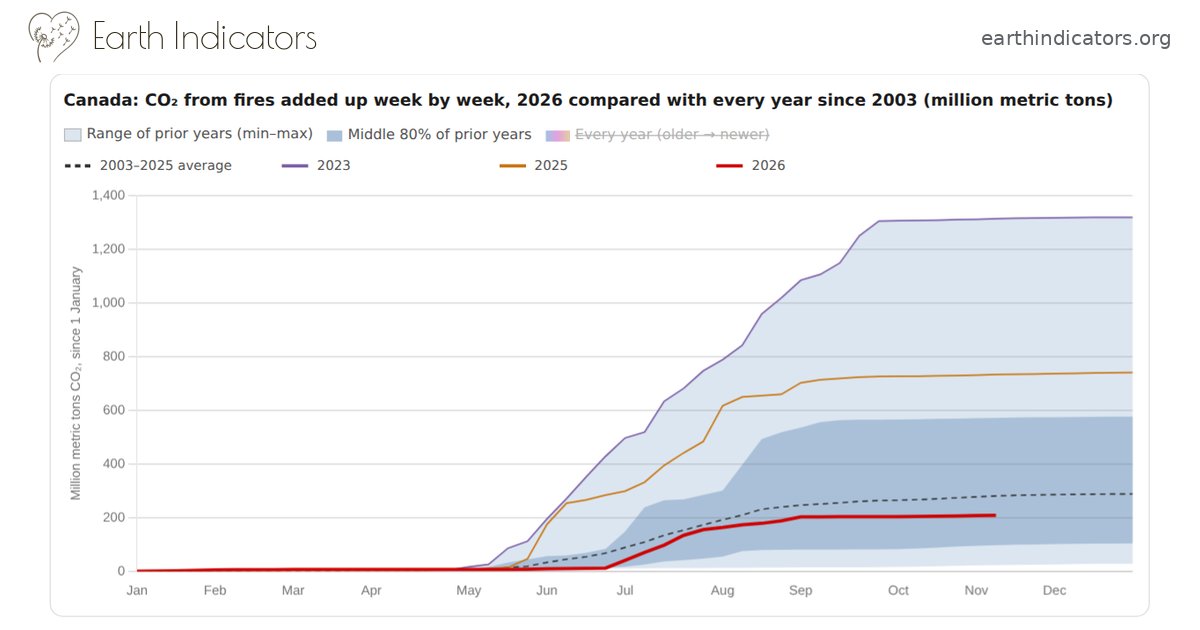 Earth Indicators
earthindicators.org
Canada: CO₂ from fires added up week by week, 2026 compared with every year since 2003 (million metric tons)
Range of prior years (min–max) Middle 80% of prior years Every year (older → newer)
2003–2025 average 2023 2025 2026
Million metric tons CO₂, since 1 January
1,400
1,200
1,000
800
600
400
200
0
Jan Feb Mar Apr May Jun Jul Aug Sep Oct Nov Dec